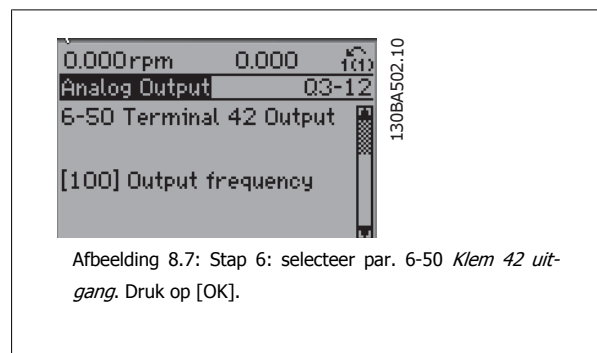 0.000rpm 0.000 1(1)
Analog Output 03-12
6-50 Terminal 42 Output
[100] Output frequency
130BA502.10
Afbeelding 8.7: Stap 6: selecteer par. 6-50 Klem 42 uit-
gang. Druk op [OK].